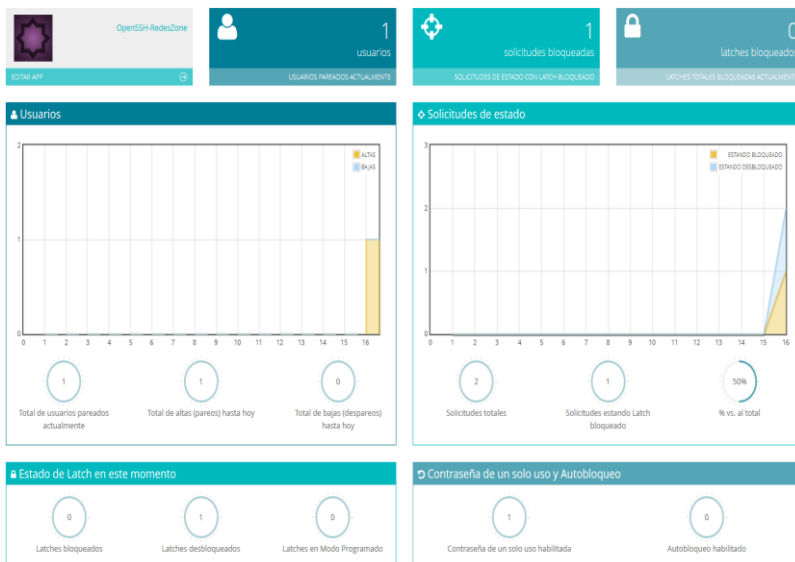 OpenSSH-RedesZone
EDITAR APP
1
usuarios
USUARIOS PAREADOS ACTUALMENTE
1
solicitudes bloqueadas
SOLICITUDES DE ESTADO CON LATCH BLOQUEADO
0
latches bloqueados
LATCHES TOTALES BLOQUEADAS ACTUALMENTE
Usuarios
2
1
0
ALTAS
BAJAS
0 1 2 3 4 5 6 7 8 9 10 11 12 13 14 15 16
1
Total de usuarios pareados
actualmente
1
Total de altas (pareos) hasta hoy
0
Total de bajas (despareos)
hasta hoy
Solicitudes de estado
3
2
1
0
ESTANDO BLOQUEADO
ESTANDO DESBLOQUEADO
0 1 2 3 4 5 6 7 8 9 10 11 12 13 14 15 16
2
Solicitudes totales
1
Solicitudes estando Latch
bloqueado
50%
% vs. al total
Estado de Latch en este momento
0
Latches bloqueados
1
Latches desbloqueados
0
Latches en Modo Programado
Contraseña de un solo uso y Autobloqueo
1
Contraseña de un solo uso habilitada
0
Autobloqueo habilitado